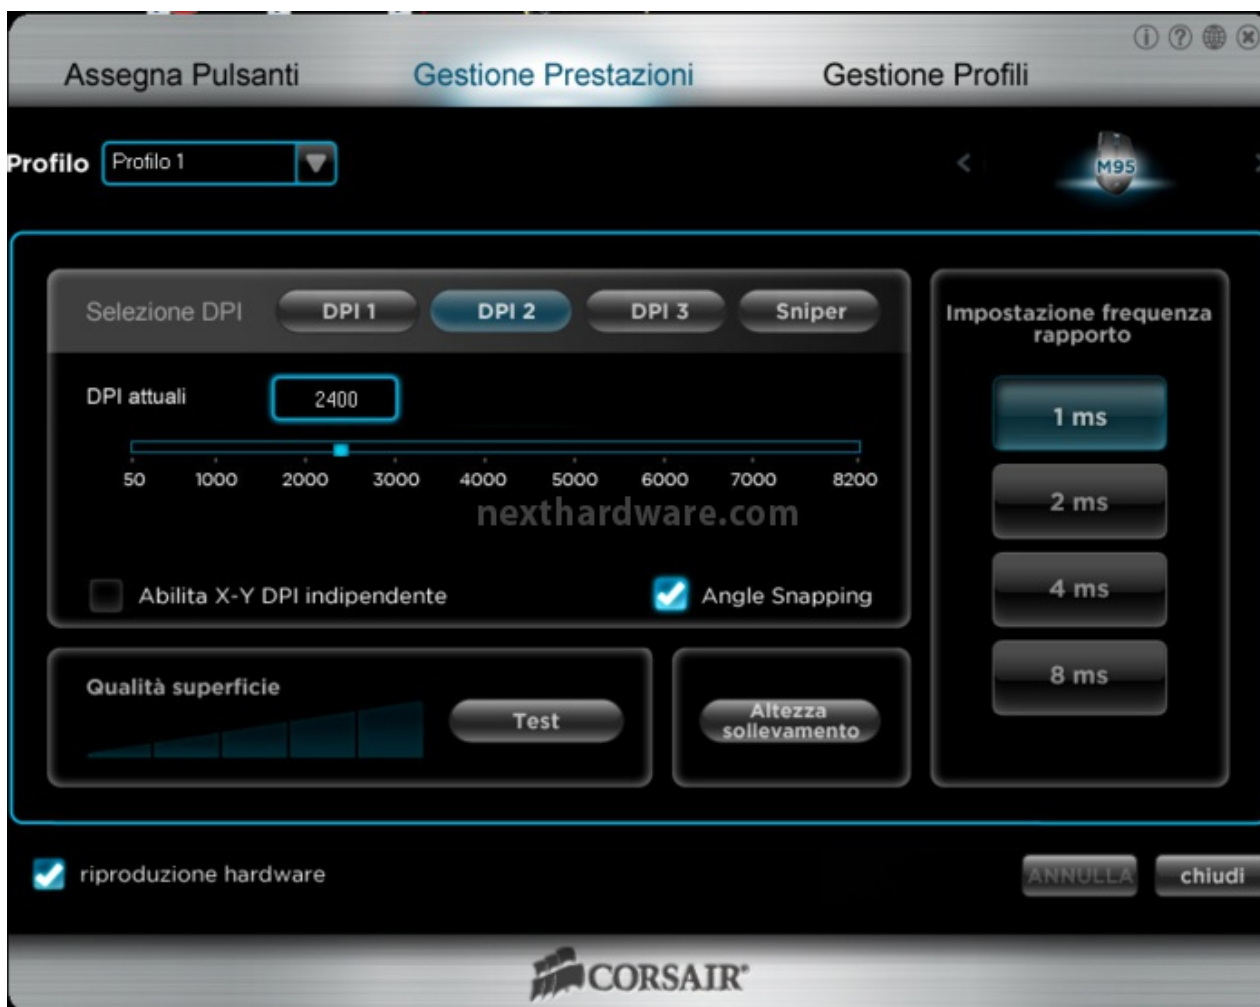 Assegna Pulsanti Gestione Prestazioni Gestione Profili
Profilo Profilo 1 M95
Selezione DPI DPI 1 DPI 2 DPI 3 Sniper
Impostazione frequenza
rapporto
DPI attuali 2400
1 ms
50 1000 2000 3000 4000 5000 6000 7000 8200
2 ms
nexthardware.com
4 ms
Abilita X-Y DPI indipendente Angle Snapping
8 ms
Qualità superficie
Test
Altezza
sollevamento
riproduzione hardware ANNULLA chiudi
CORSAIR